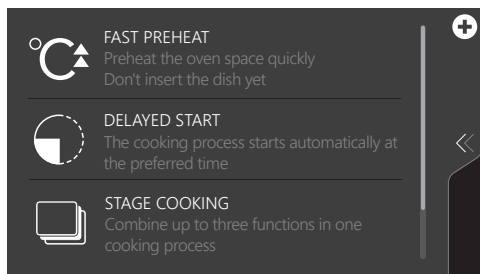 °C
FAST PREHEAT
Preheat the oven space quickly
Don't insert the dish yet
DELAYED START
The cooking process starts automatically at
the preferred time
STAGE COOKING
Combine up to three functions in one
cooking process